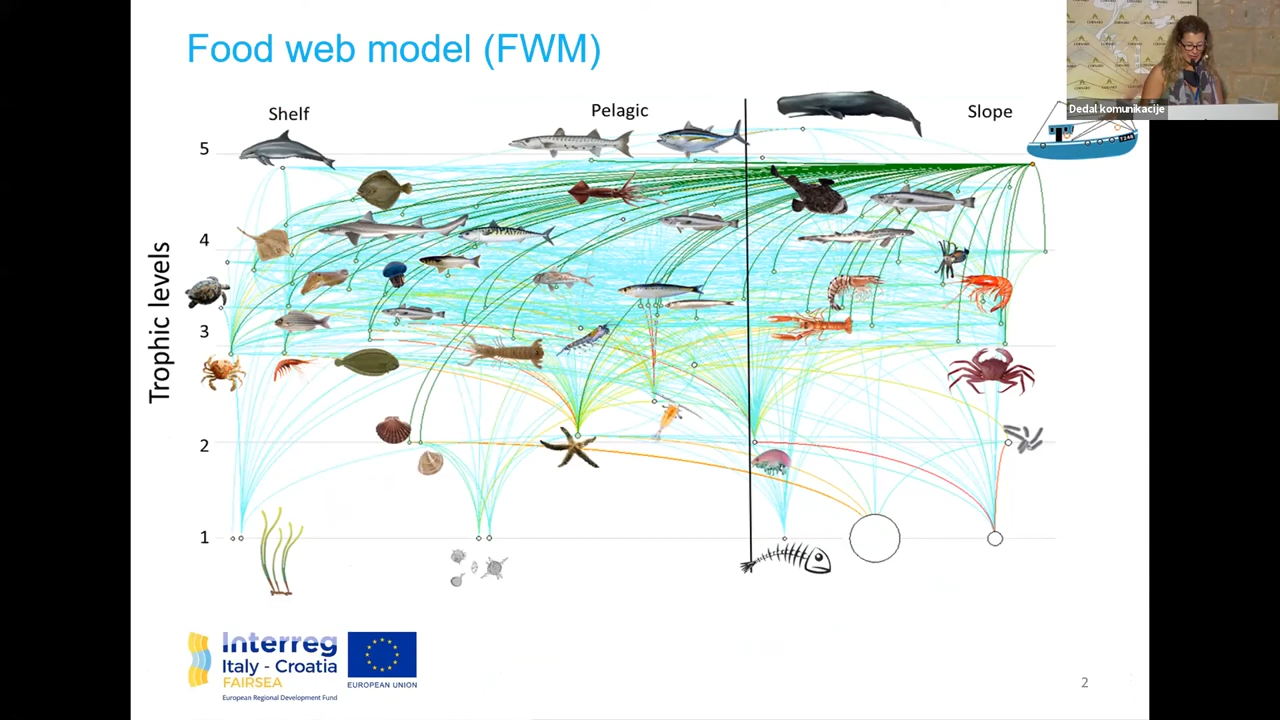 Food web model (FWM)
Dedal komunikacije
Shelf
Pelagic
Slope
5
4
3
2
1
Trophic levels
Interreg
Italy - Croatia
FAIRSEA
European Regional Development Fund
EUROPEAN UNION
2